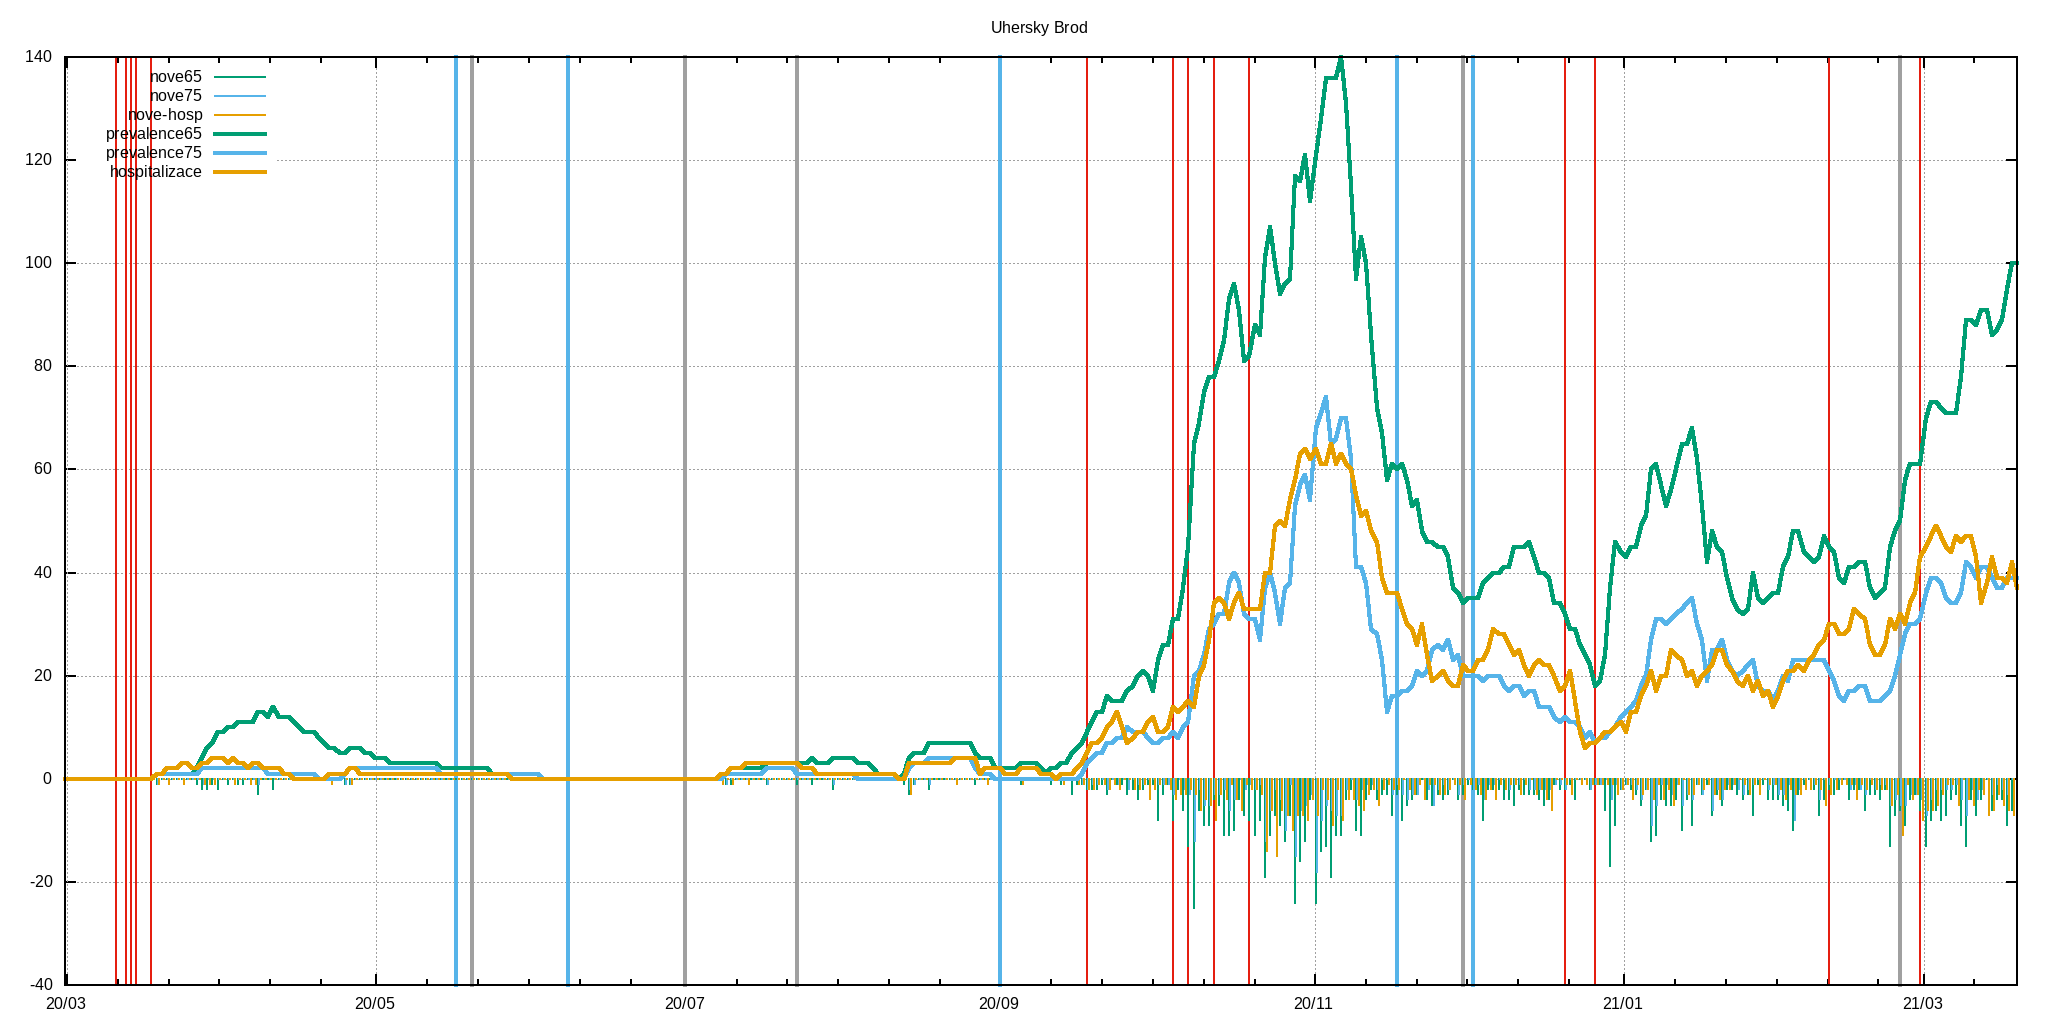 Uhersky Brod
140
120
100
80
60
40
20
0
-20
-40
nove65
nove75
nove-hosp
prevalence65
prevalence75
hospitalizace
20/03 20/05 20/07 20/09 20/11 21/01 21/03